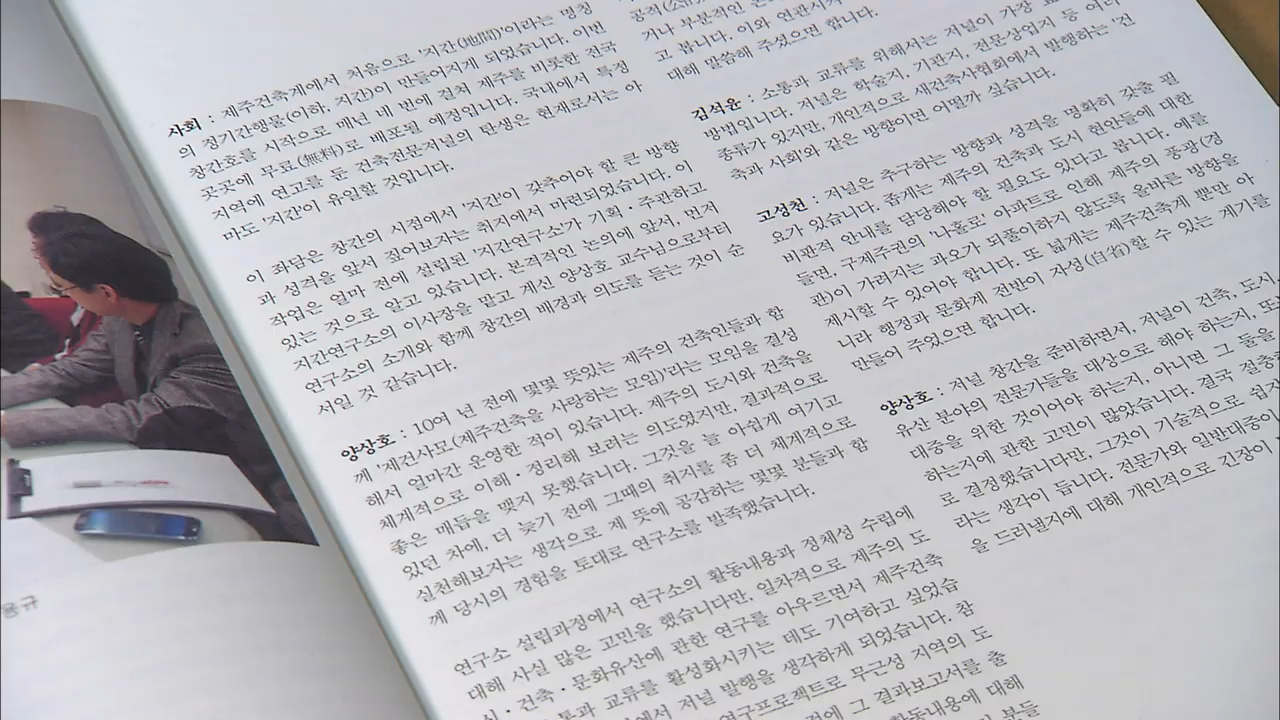 용규
사회 : 제주건축계에서 처음으로 '지간(地間)'이라는 명칭
의 정기간행물(이하, 지간)이 만들어지게 되었습니다. 이번
창간호를 시작으로 매년 네 번에 걸쳐 제주를 비롯한 전국
곳곳에 무료(無料)로 배포될 예정입니다. 국내에서 특정
지역에 연고를 둔 건축전문저널의 탄생은 현재로서는 아
마도 '지간'이 유일할 것입니다.
이 좌담은 창간의 시점에서 '지간'이 갖추어야 할 큰 방향
과 성격을 앞서 짚어보자는 취지에서 마련되었습니다. 이
작업은 얼마 전에 설립된 '지간연구소'가 기획·주관하고
있는 것으로 알고 있습니다. 본격적인 논의에 앞서, 먼저
지간연구소의 이사장을 맡고 계신 양상호 교수님으로부터
연구소의 소개와 함께 창간의 배경과 의도를 듣는 것이 순
서일 것 같습니다.
양상호 : 10여 년 전에 몇몇 뜻있는 제주의 건축인들과 함
께 '제건사모(제주건축을 사랑하는 모임)'라는 모임을 결성
해서 얼마간 운영한 적이 있습니다. 제주의 도시와 건축을
체계적으로 이해·정리해 보려는 의도였지만, 결과적으로
좋은 매듭을 맺지 못했습니다. 그것을 늘 아쉽게 여기고
있던 차에, 더 늦기 전에 그때의 취지를 좀 더 체계적으로
실천해보자는 생각으로 제 뜻에 공감하는 몇몇 분들과 함
께 당시의 경험을 토대로 연구소를 발족했습니다.
연구소 설립과정에서 연구소의 활동내용과 정체성 수립에
대해 사실 많은 고민을 했습니다만, 일차적으로 제주의 도
시·건축·문화유산에 관한 연구를 아우르면서 제주건축
통과 교류를 활성화시키는 데도 기여하고 싶었습
에서 저널 발행을 생각하게 되었습니다. 참
연구프로젝트로 무근성 지역의 도
전에 그 결과보고서를 출
활동내용에 대해
분들
공적
거나 부분적인
고 봅니다. 이와 연관시켜
대해 말씀해 주셨으면 합니다.
김석윤 : 소통과 교류를 위해서는 저널이 가장
방법입니다. 저널은 학술지, 기관지, 전문상업지 등 여러
종류가 있지만, 개인적으로 새건축사협회에서 발행하는 '건
축과 사회'와 같은 방향이면 어떨까 싶습니다.
고성천 : 저널은 추구하는 방향과 성격을 명확히 갖출 필
요가 있습니다. 좁게는 제주의 건축과 도시 현안들에 대한
비판적 안내를 담당해야 할 필요도 있다고 봅니다. 예를
들면, 구제주권의 '나홀로' 아파트로 인해 제주의 풍광(경
관)이 가려지는 과오가 되풀이하지 않도록 올바른 방향을
제시할 수 있어야 합니다. 또 넓게는 제주건축계 뿐만 아
니라 행정과 문화계 전반이 자성(自省)할 수 있는 계기를
만들어 주었으면 합니다.
양상호 : 저널 창간을 준비하면서, 저널이 건축, 도시,
유산 분야의 전문가들을 대상으로 해야 하는지, 또
대중을 위한 것이어야 하는지, 아니면 그 둘을
하는지에 관한 고민이 많았습니다. 결국 절충
로 결정했습니다만, 그것이 기술적으로 쉽지
라는 생각이 듭니다. 전문가와 일반대중이
을 드러낼지에 대해 개인적으로 긴장이